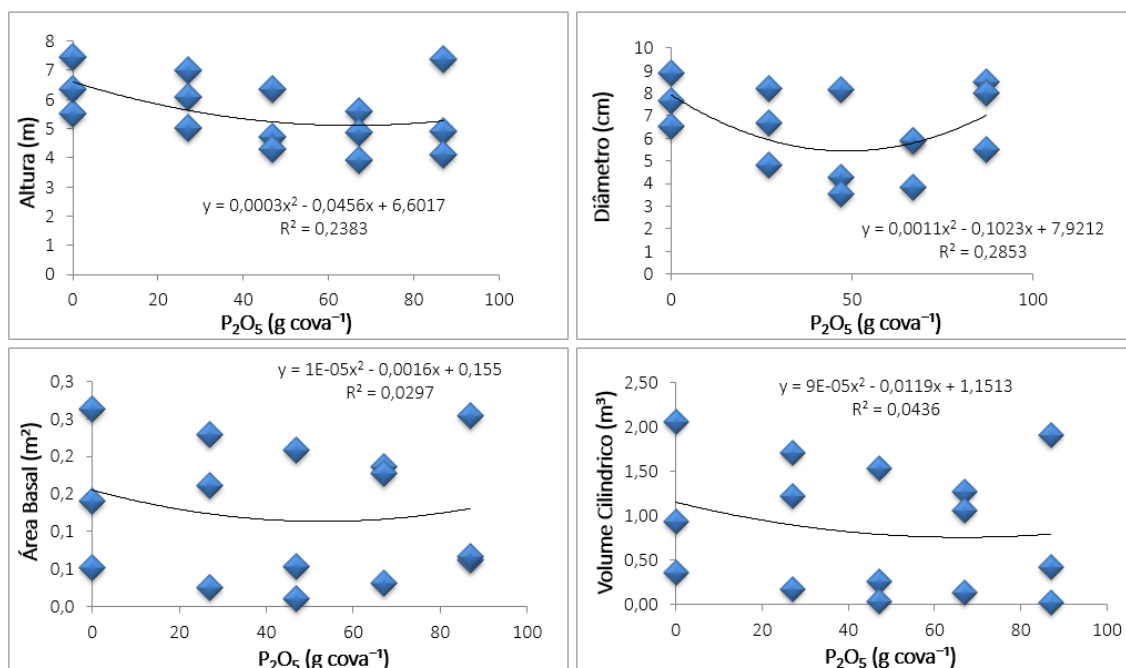 8
7
6
5
4
3
2
1
0
Altura (m)
y = 0,0003x² - 0,0456x + 6,6017
R² = 0,2383
0 20 40 60 80 100
P₂O₅ (g cova⁻¹)
10
9
8
7
6
5
4
3
2
1
0
Diâmetro (cm)
y = 0,0011x² - 0,1023x + 7,9212
R² = 0,2853
0 50 100
P₂O₅ (g cova⁻¹)
y = 1E-05x² - 0,0016x + 0,155
R² = 0,0297
0,3
0,3
0,2
0,2
0,1
0,1
0,0
Área Basal (m²)
0 20 40 60 80 100
P₂O₅ (g cova⁻¹)
y = 9E-05x² - 0,0119x + 1,1513
R² = 0,0436
2,50
2,00
1,50
1,00
0,50
0,00
Volume Cilindrico (m³)
0 20 40 60 80 100
P₂O₅ (g cova⁻¹)